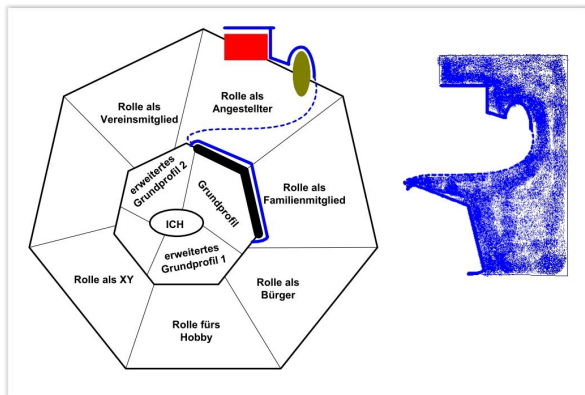 Rolle als
Vereinsmitglied
Rolle als
Angestellter
erweitertes
Grundprofil 2
Grundprofil
Rolle als
Familienmitglied
ICH
erweitertes
Grundprofil 1
Rolle als XY
Rolle als
Bürger
Rolle fürs
Hobby